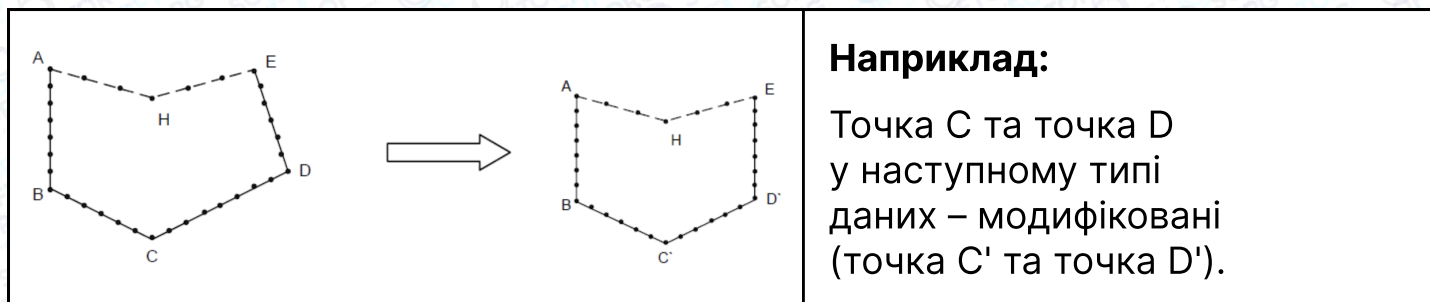 A
E
H
D
B
C
A
E
H
B
D`
C`
Наприклад:
Точка C та точка D
у наступному типі
даних – модифіковані
(точка C' та точка D').